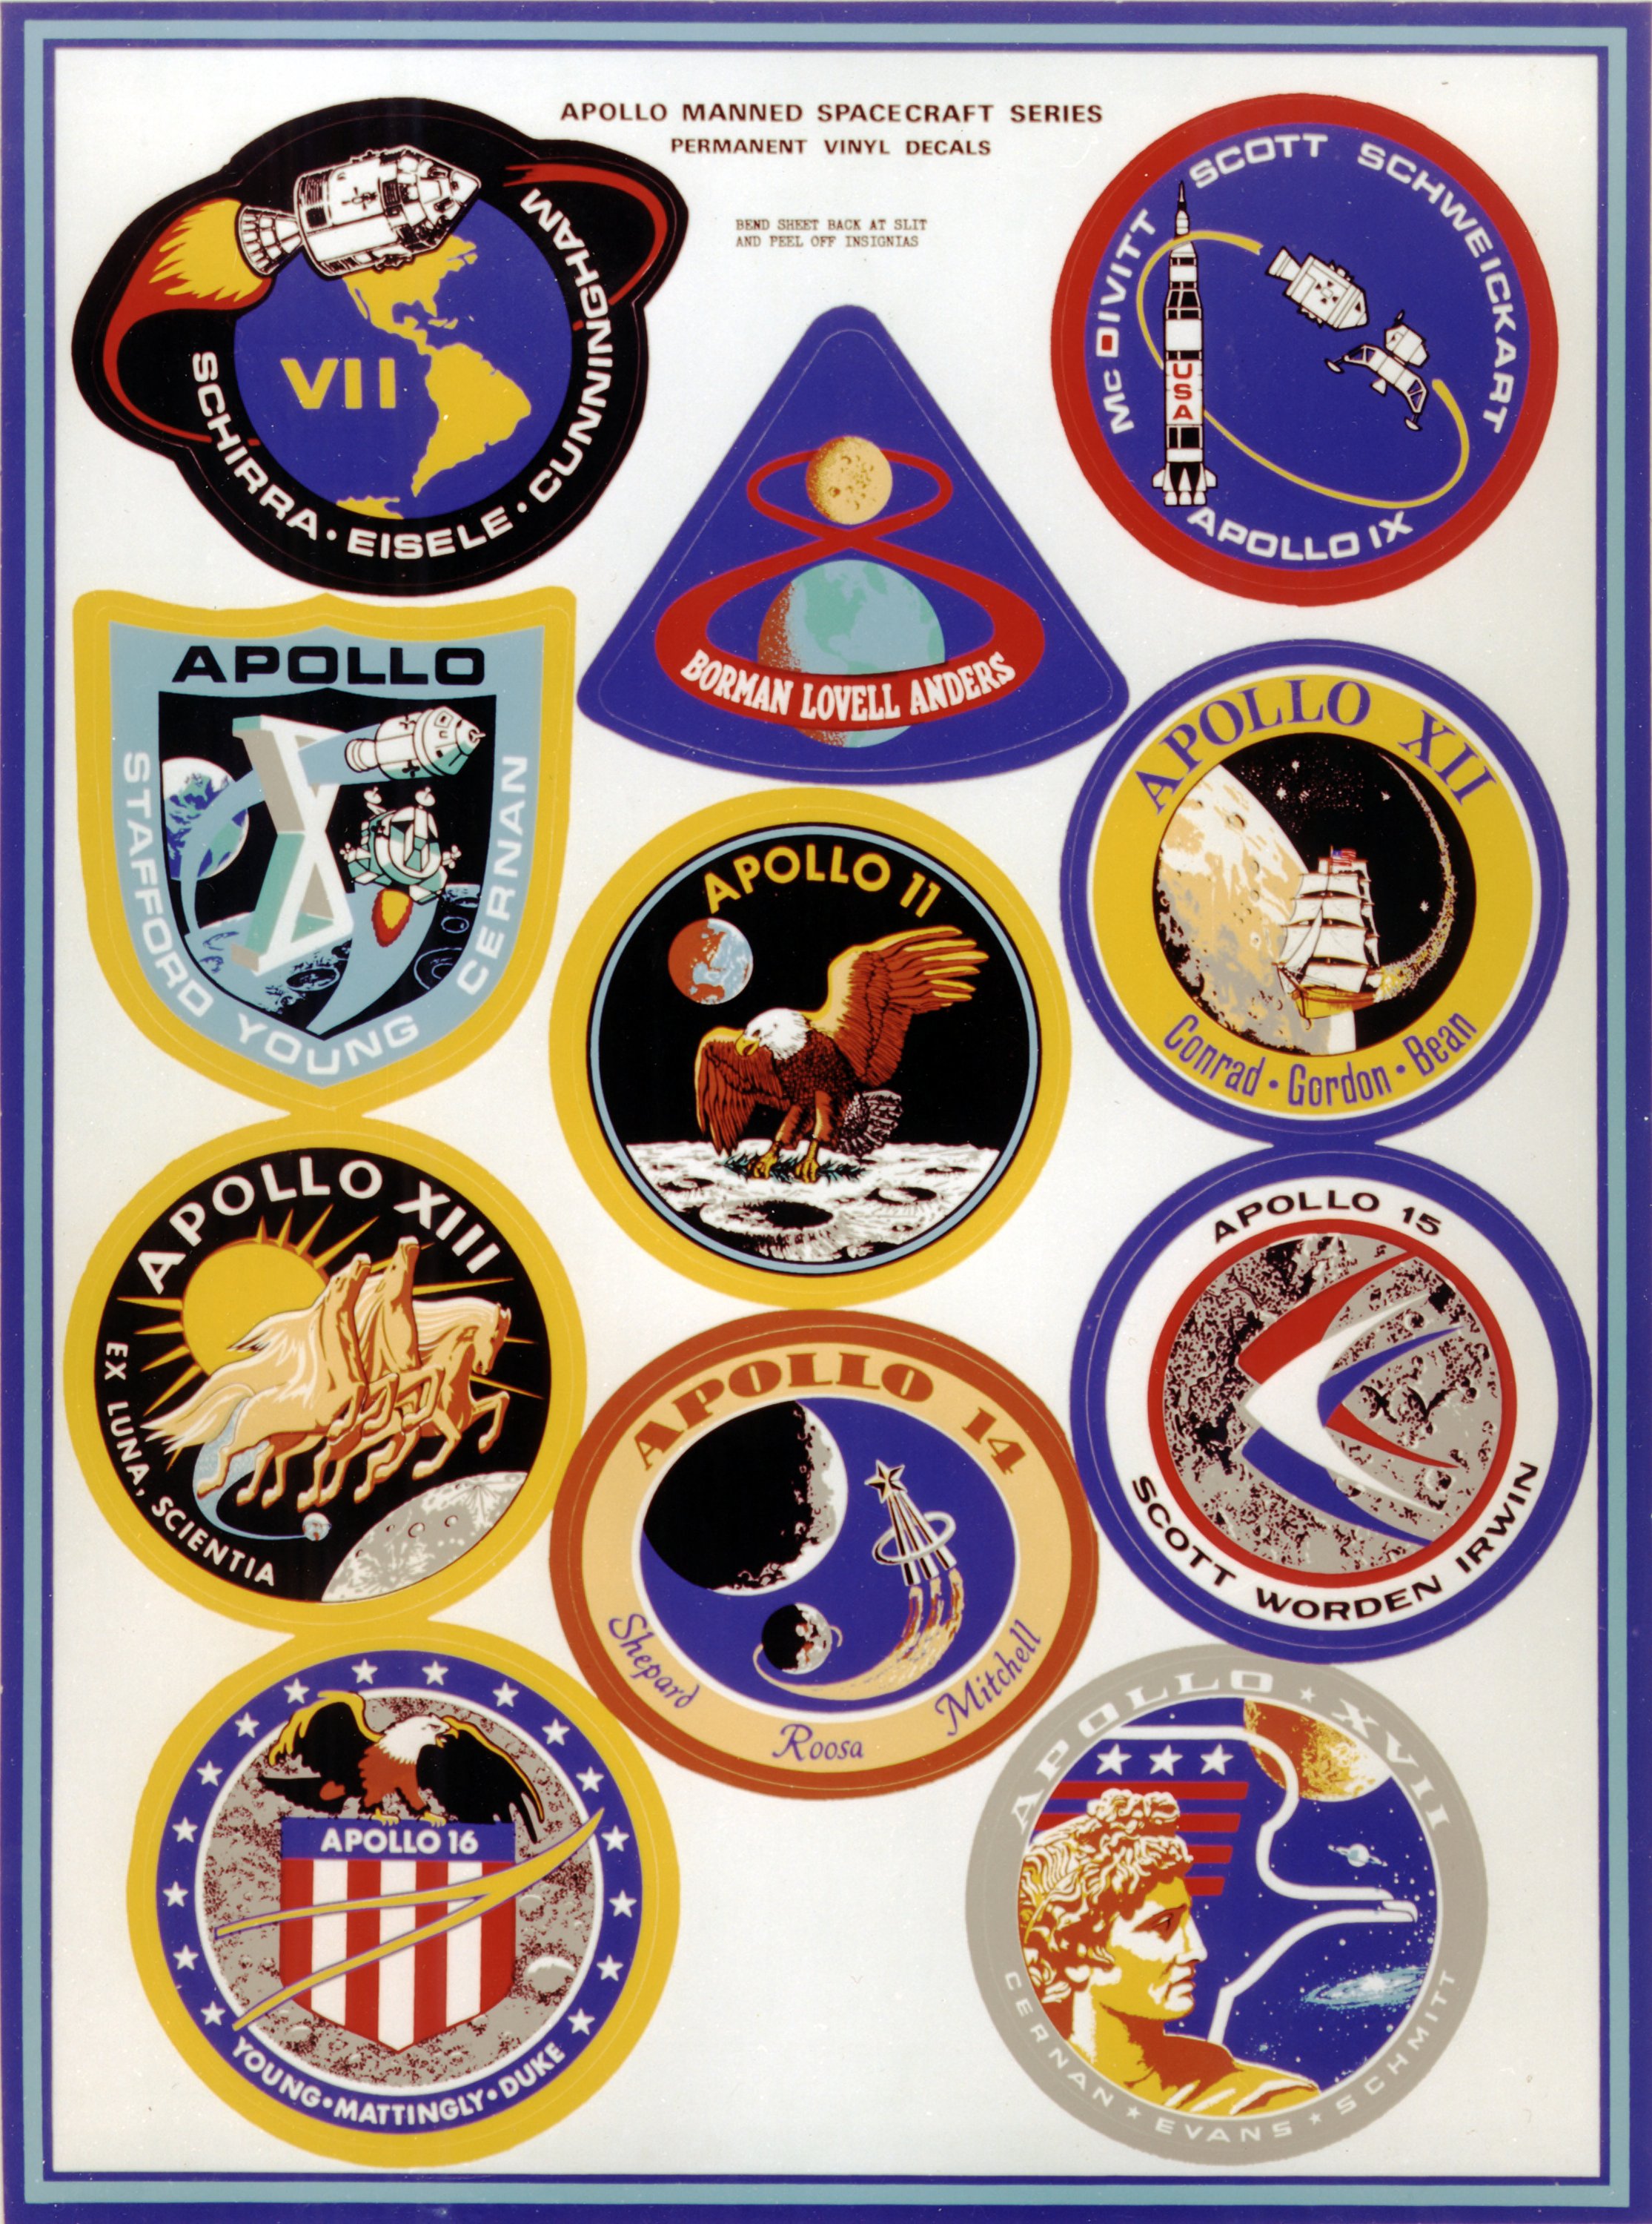 APOLLO MANNED SPACECRAFT SERIES
PERMANENT VINYL DECALS
BEND SHEET BACK AT SLIT
AND PEEL OFF INSIGNIAS
VII
SCHIRRA · EISELE · CUNNINGHAM
Mc DIVITT SCOTT SCHWEICKART
USA
APOLLO IX
BORMAN LOVELL ANDERS
APOLLO
X
STAFFORD YOUNG CERNAN
APOLLO 11
APOLLO XII
Conrad · Gordon · Bean
APOLLO XIII
EX LUNA, SCIENTIA
APOLLO 14
Shepard Roosa Mitchell
APOLLO 15
SCOTT WORDEN IRWIN
APOLLO 16
YOUNG · MATTINGLY · DUKE
APOLLO ★ XVII
CERNAN ★ EVANS ★ SCHMITT